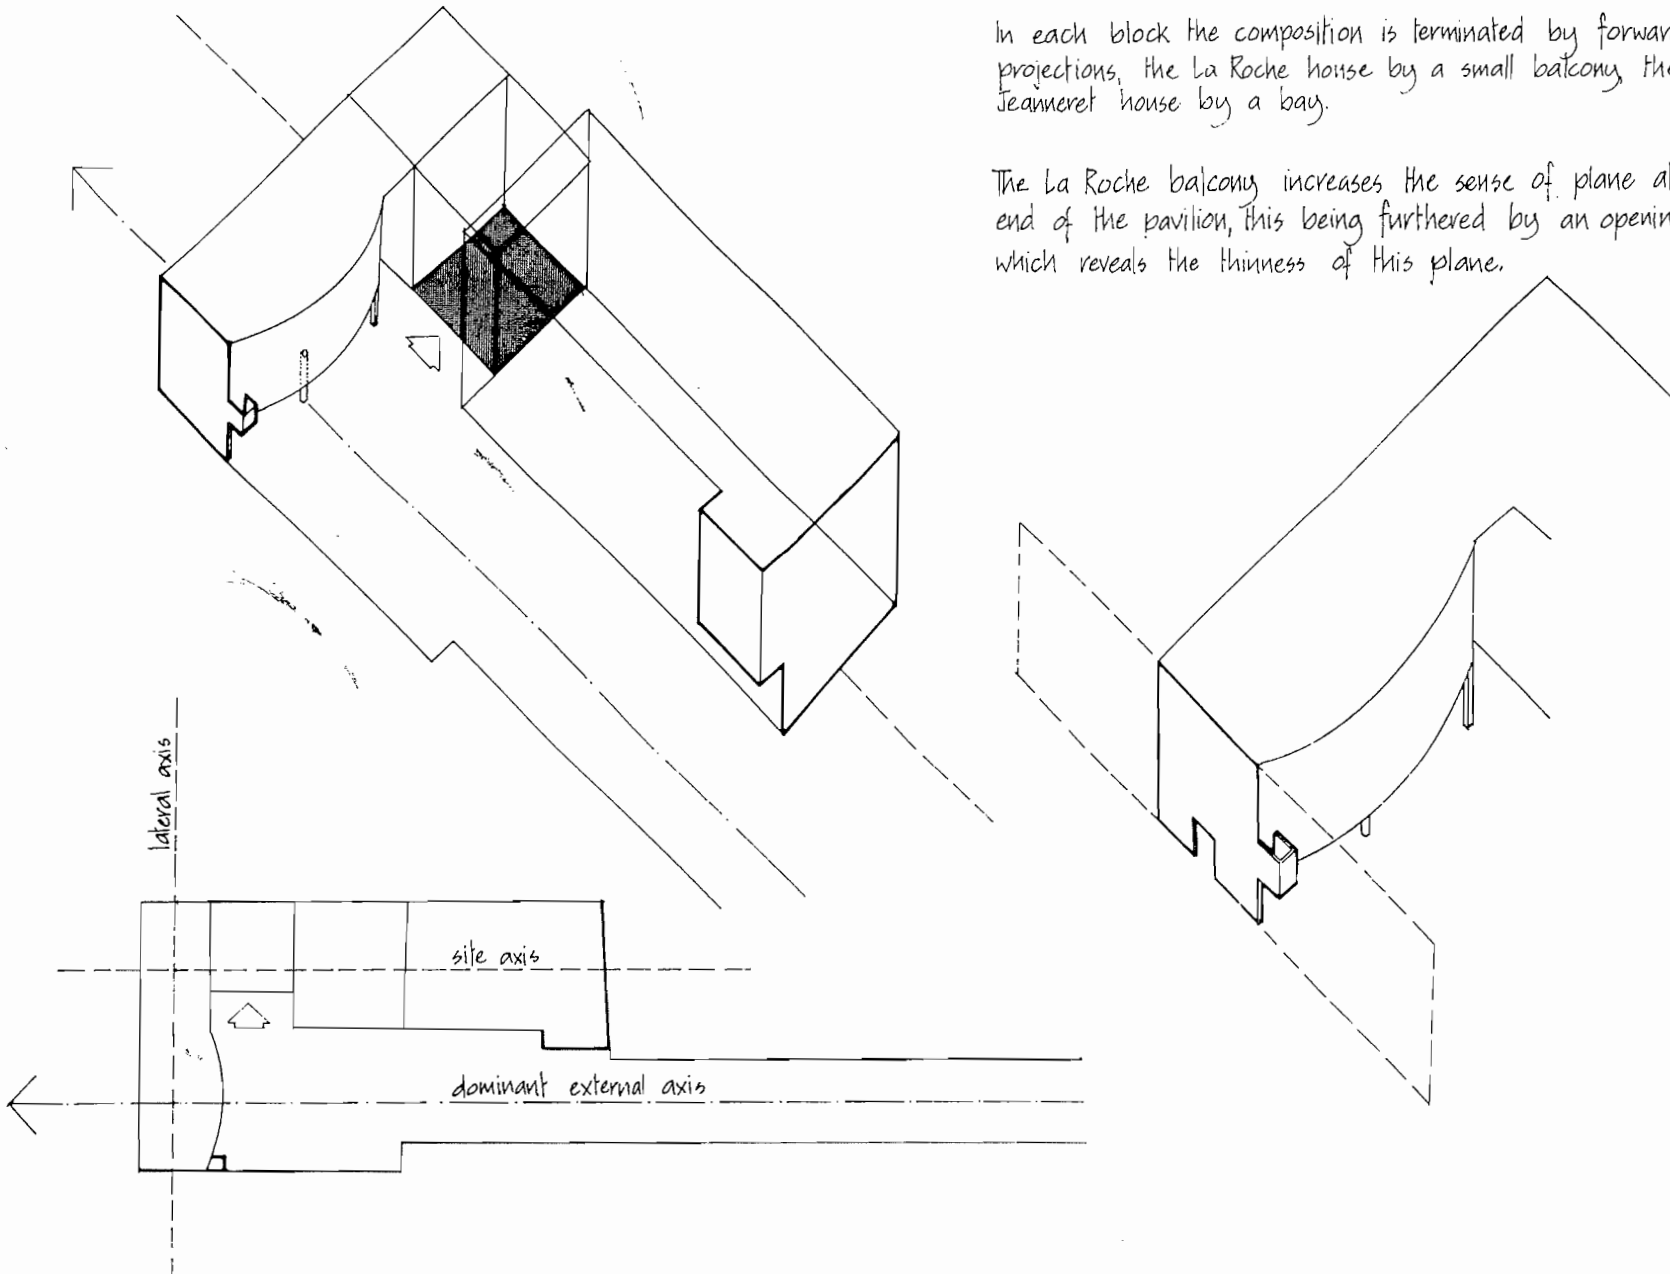 In each block the composition is terminated by forwar
projections, the La Roche house by a small balcony, the
Jeanneret house by a bay.
The La Roche balcony increases the sense of plane at
end of the pavilion, this being furthered by an openin
which reveals the thinness of this plane.
lateral axis
site axis
dominant external axis